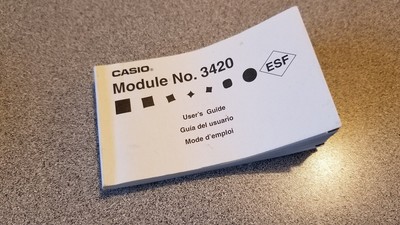 CASIO®
Module No. 3420
ESF
User's Guide
Guía del usuario
Mode d'emploi